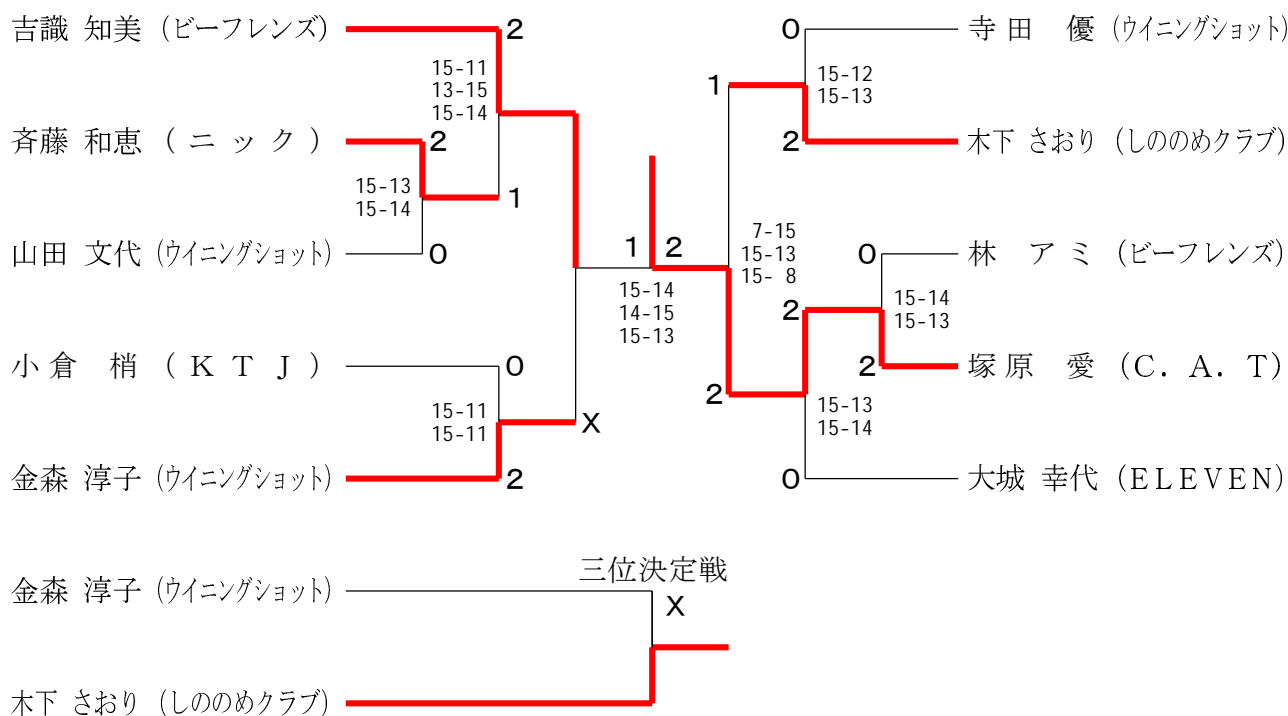 吉識 知美 (ビーフレンズ)
2
15-11
13-15
15-14
斉藤 和恵 ( ニック )
2
15-13
15-14
1
山田 文代 (ウイニングショット)
0
小倉 梢 ( K T J )
0
15-11
15-11
X
金森 淳子 (ウイニングショット)
2
1 2
15-14
14-15
15-13
0
寺田 優 (ウイニングショット)
1
15-12
15-13
2
木下 さおり (しののめクラブ)
7-15
15-13
15- 8
0
林 アミ (ビーフレンズ)
2
15-14
15-13
2
塚原 愛 (C. A. T)
2
15-13
15-14
0
大城 幸代 (ELEVEN)
三位決定戦
金森 淳子 (ウイニングショット)
X
木下 さおり (しののめクラブ)